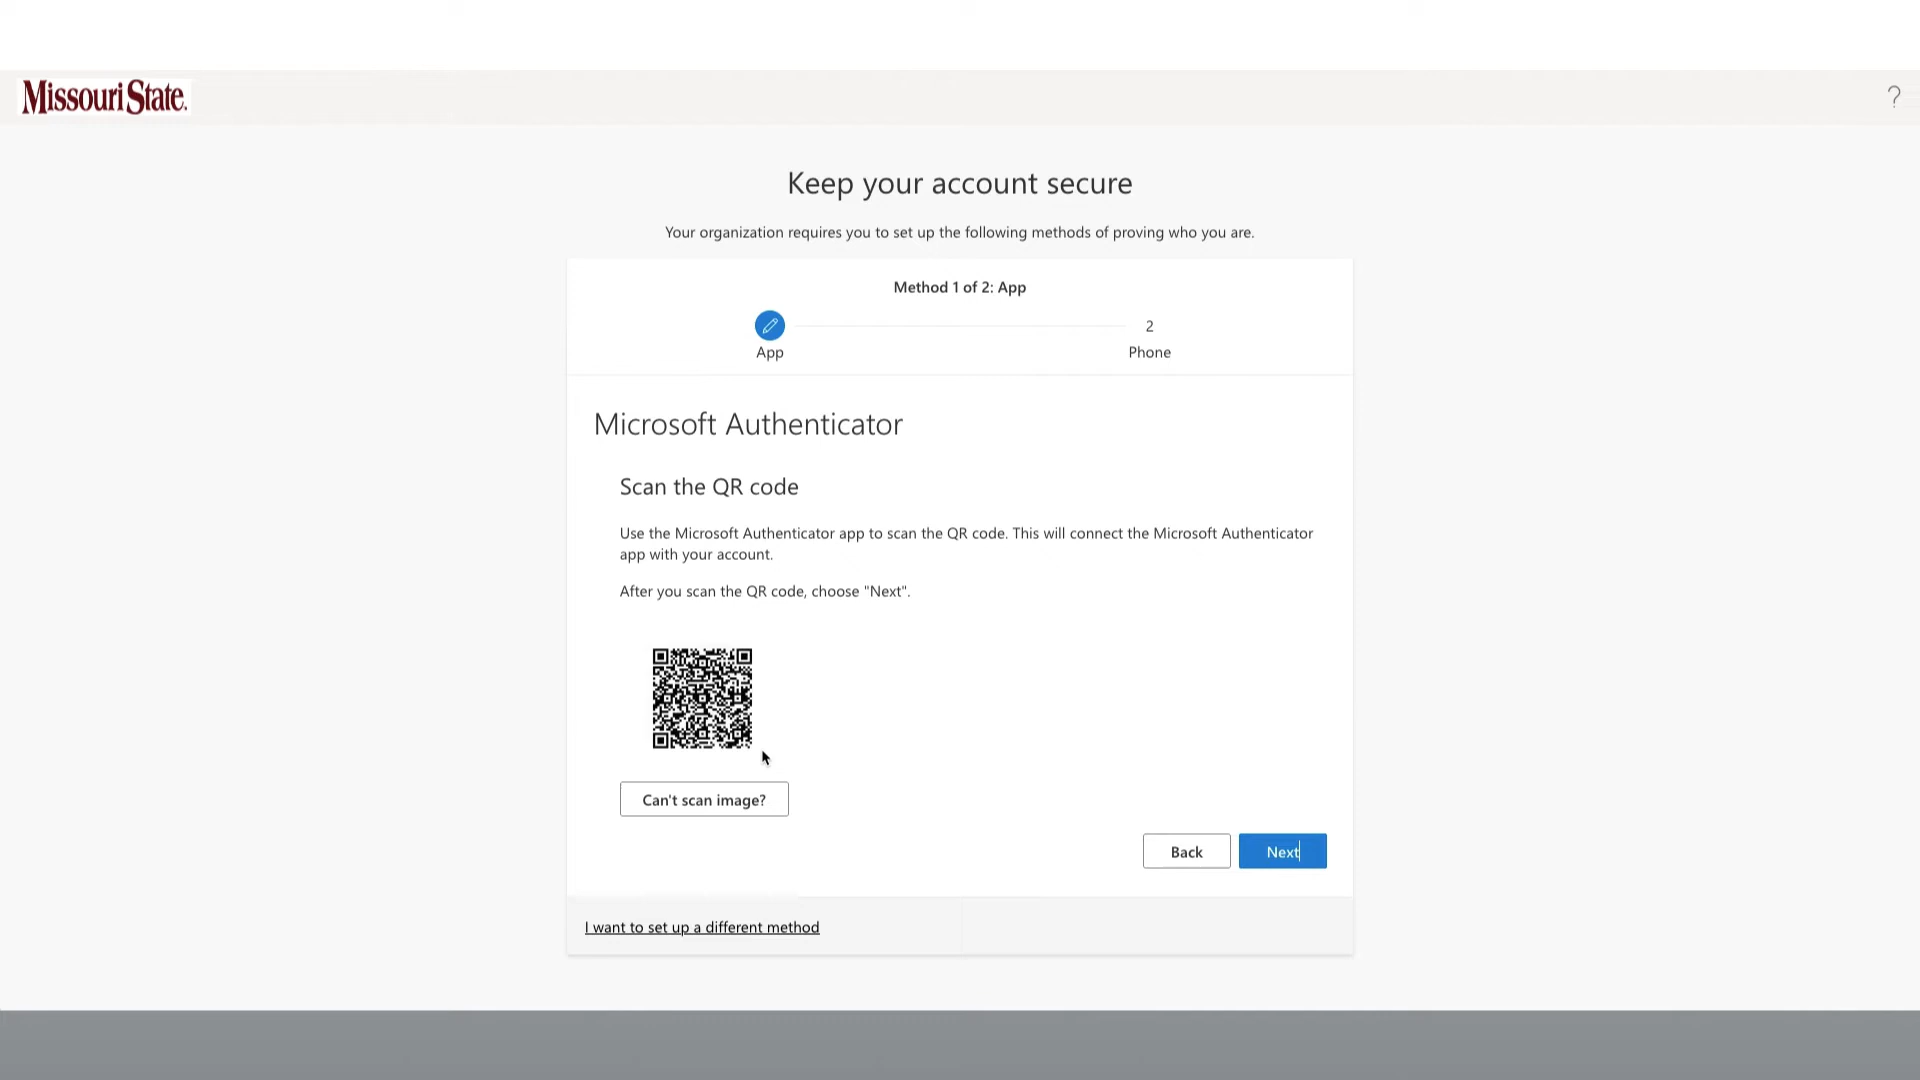 Missouri State.
?
Keep your account secure
Your organization requires you to set up the following methods of proving who you are.
Method 1 of 2: App
2
App
Phone
Microsoft Authenticator
Scan the QR code
Use the Microsoft Authenticator app to scan the QR code. This will connect the Microsoft Authenticator
app with your account.
After you scan the QR code, choose "Next".
Can't scan image?
Back
Next
I want to set up a different method